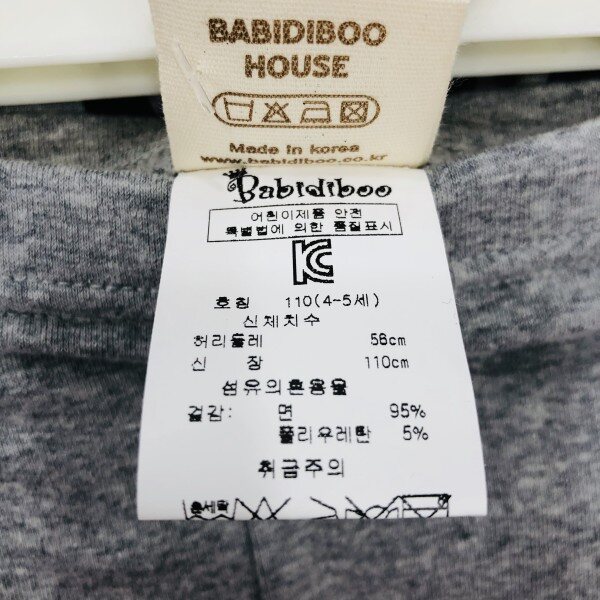 BABIDIBOO
HOUSE
Made in korea
www.babidiboo.co.kr
Babidiboo
어린이제품 안전
특별법에 의한 품질표시
KC
호칭 110(4-5세)
신체치수
허리둘레 56cm
신 장 110cm
섬유의혼용율
겉감: 면 95%
폴리우레탄 5%
취급주의
손세탁